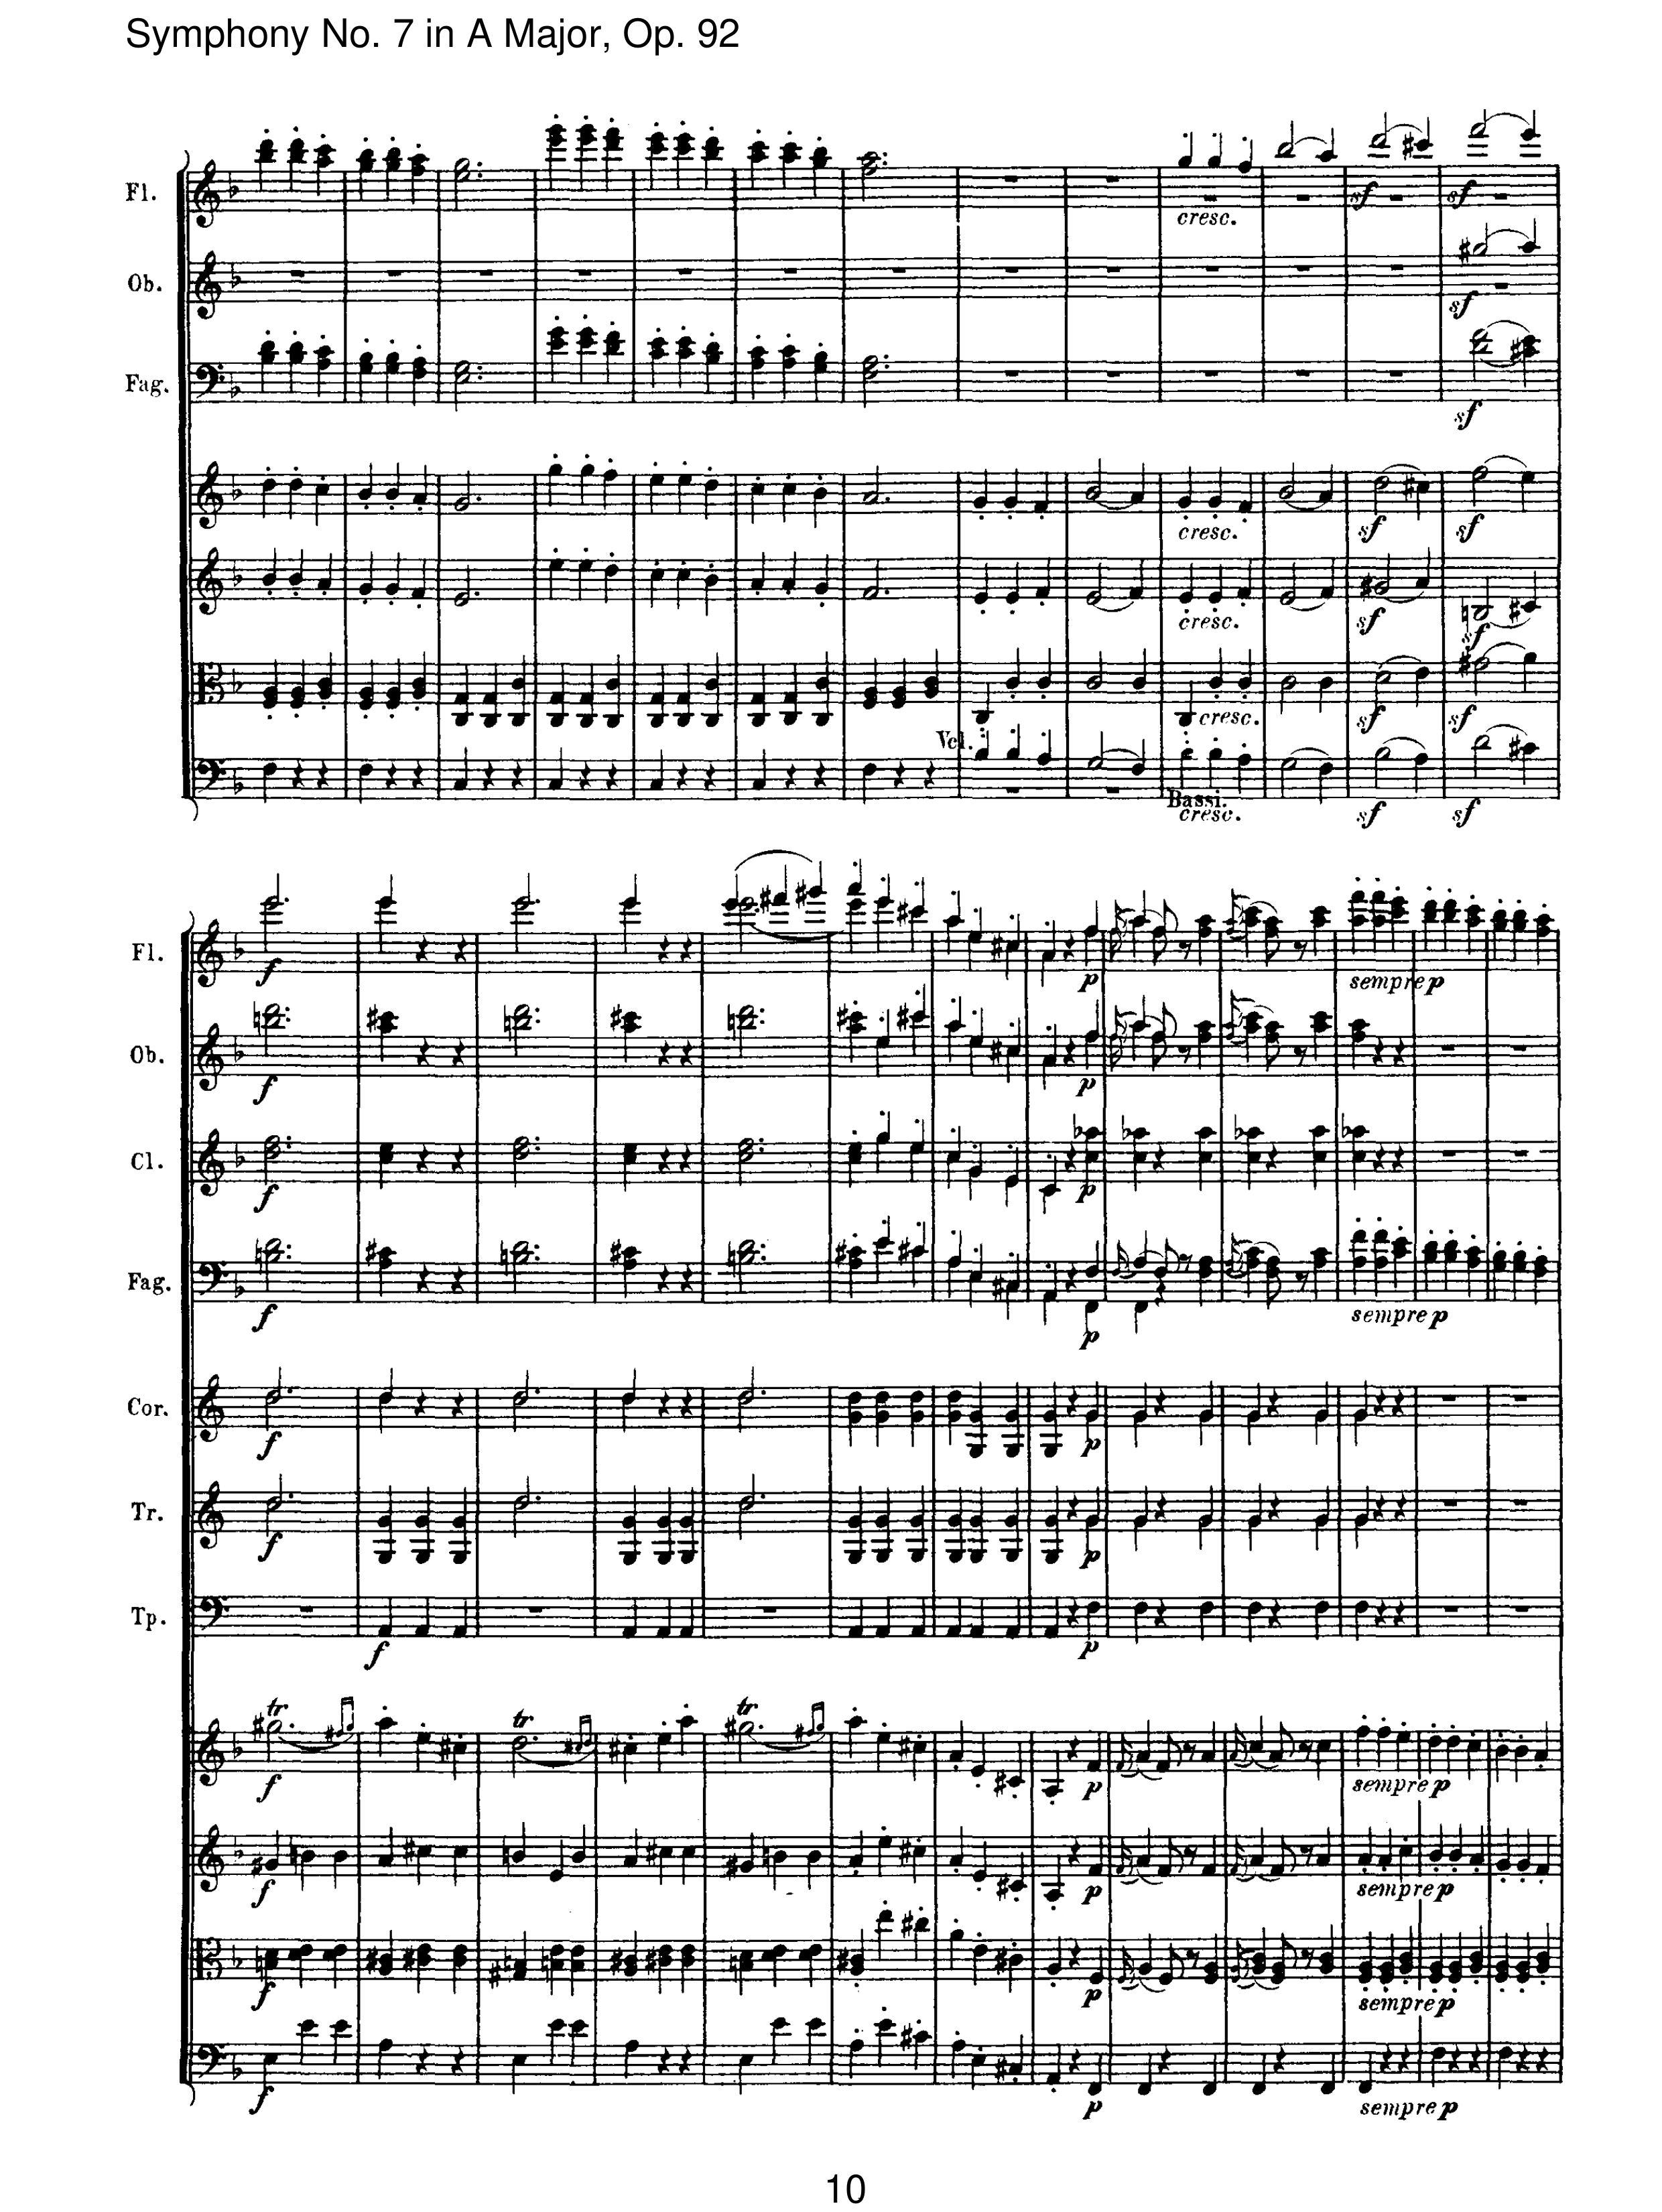 Symphony No. 7 in A Major, Op. 92
Fl.
cresc.
sf
sf
Ob.
sf
Fag.
sf
cresc.
sf
sf
cresc.
sf
sf
cresc.
sf
sf
Vcl.
Bassi.
cresc.
sf
sf
Fl.
f
p
sempre p
Ob.
f
p
Cl.
f
p
Fag.
f
p
sempre p
Cor.
f
p
Tr.
f
p
Tp.
f
p
tr
tr
tr
f
p
sempre p
f
p
sempre p
f
p
sempre p
f
p
sempre p
10